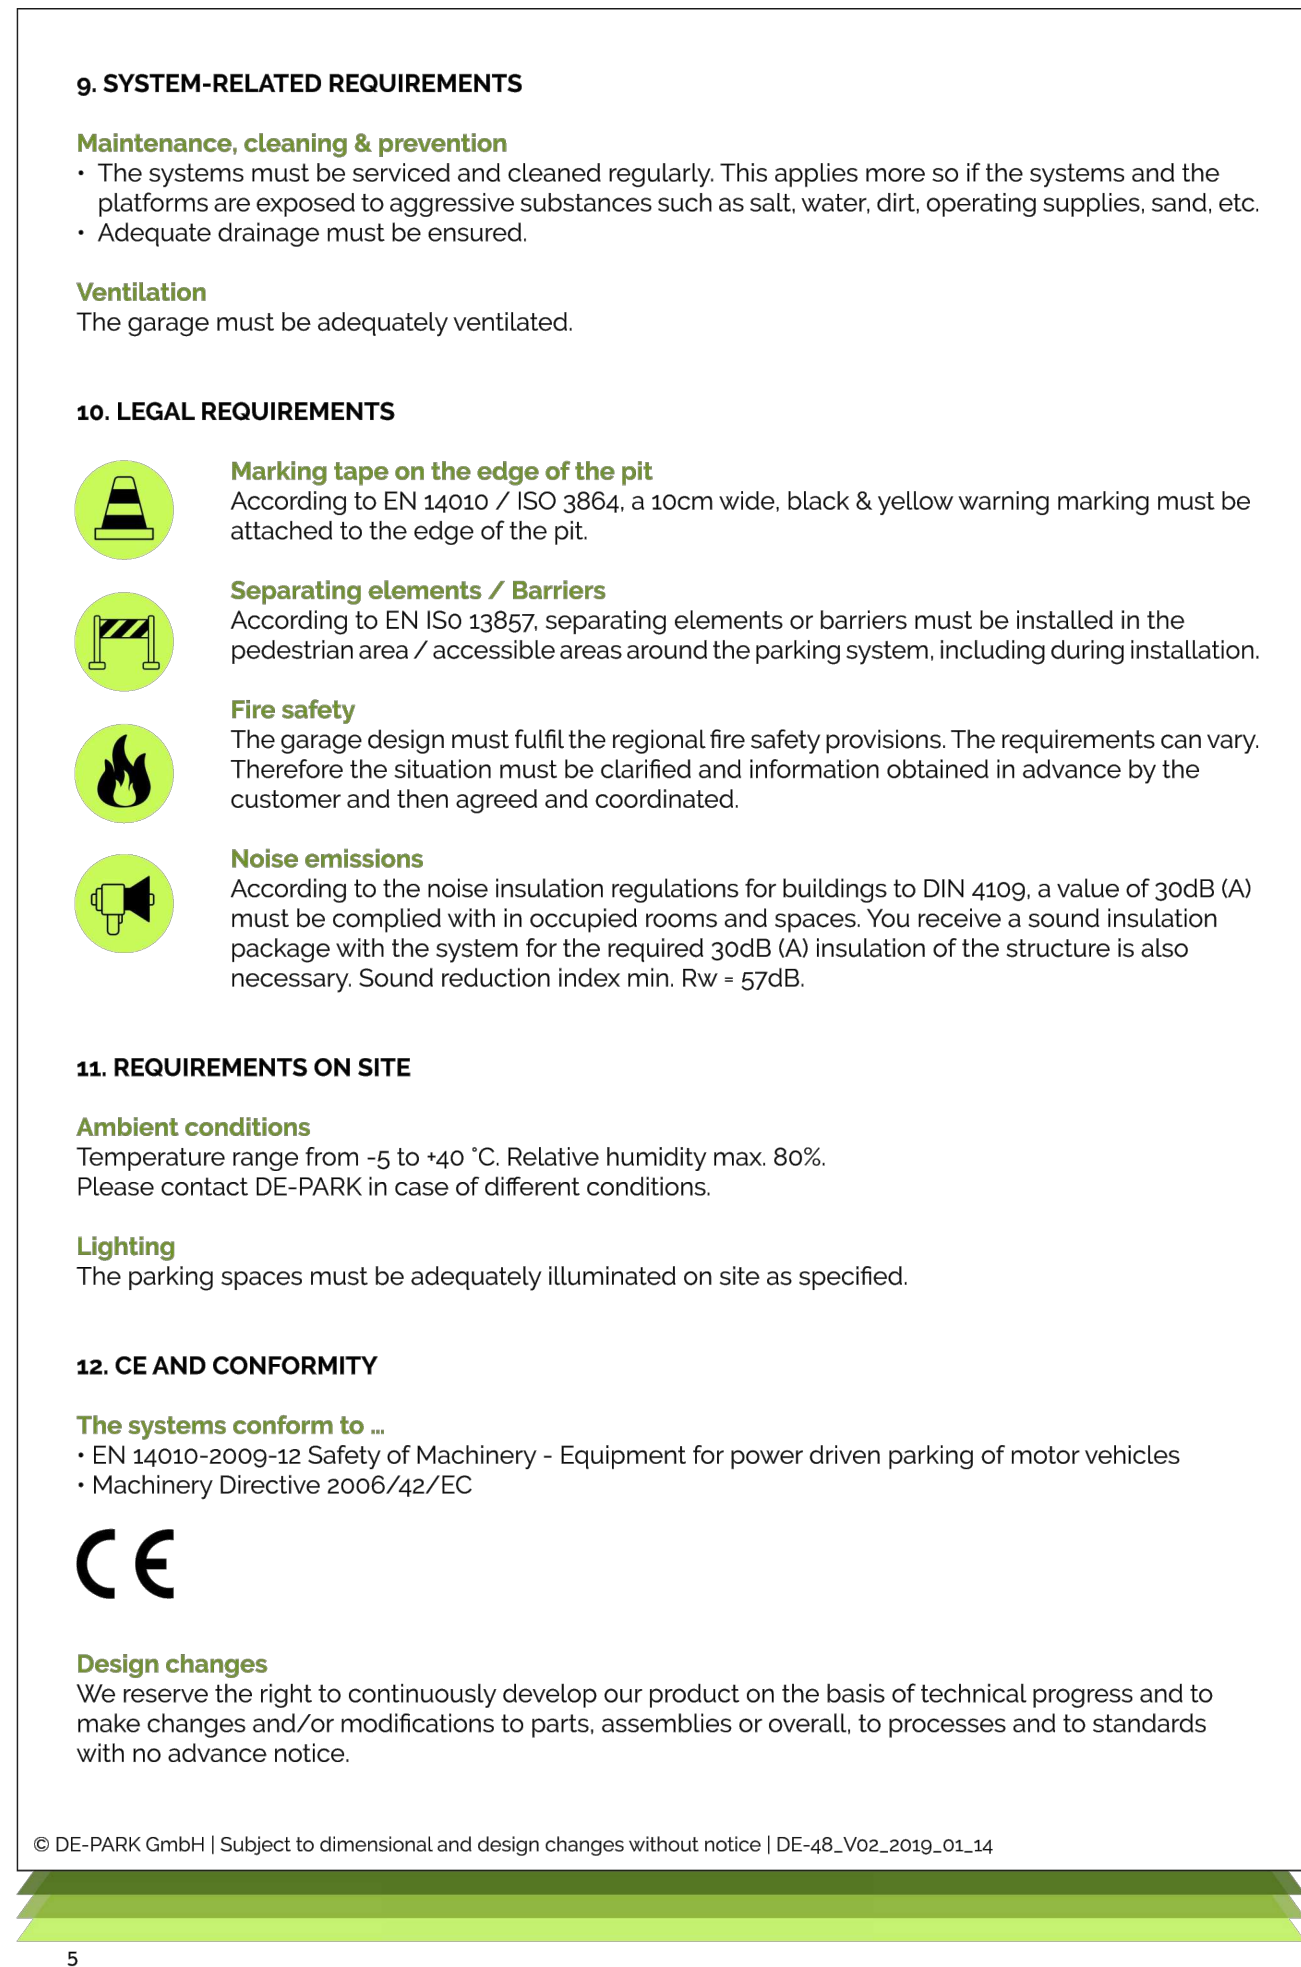 9. SYSTEM-RELATED REQUIREMENTS
Maintenance, cleaning & prevention
• The systems must be serviced and cleaned regularly. This applies more so if the systems and the
platforms are exposed to aggressive substances such as salt, water, dirt, operating supplies, sand, etc.
• Adequate drainage must be ensured.
Ventilation
The garage must be adequately ventilated.
10. LEGAL REQUIREMENTS
Marking tape on the edge of the pit
According to EN 14010 / ISO 3864, a 10cm wide, black & yellow warning marking must be
attached to the edge of the pit.
Separating elements / Barriers
According to EN IS0 13857, separating elements or barriers must be installed in the
pedestrian area / accessible areas around the parking system, including during installation.
Fire safety
The garage design must fulfil the regional fire safety provisions. The requirements can vary.
Therefore the situation must be clarified and information obtained in advance by the
customer and then agreed and coordinated.
Noise emissions
According to the noise insulation regulations for buildings to DIN 4109, a value of 30dB (A)
must be complied with in occupied rooms and spaces. You receive a sound insulation
package with the system for the required 30dB (A) insulation of the structure is also
necessary. Sound reduction index min. Rw = 57dB.
11. REQUIREMENTS ON SITE
Ambient conditions
Temperature range from -5 to +40 °C. Relative humidity max. 80%.
Please contact DE-PARK in case of different conditions.
Lighting
The parking spaces must be adequately illuminated on site as specified.
12. CE AND CONFORMITY
The systems conform to ...
• EN 14010-2009-12 Safety of Machinery - Equipment for power driven parking of motor vehicles
• Machinery Directive 2006/42/EC
CE
Design changes
We reserve the right to continuously develop our product on the basis of technical progress and to
make changes and/or modifications to parts, assemblies or overall, to processes and to standards
with no advance notice.
© DE-PARK GmbH | Subject to dimensional and design changes without notice | DE-48_V02_2019_01_14
5